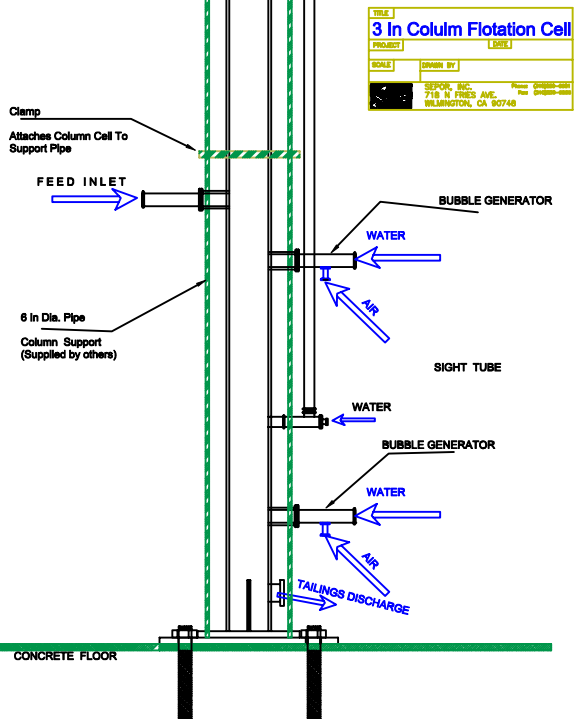 TITLE
3 In Colulm Flotation Cell
PROJECT
DATE
SCALE
DRAWN BY
SEPOR, INC.
718 N FRIES AVE.
WILMINGTON, CA 90748
Phone
Fax
Clamp
Attaches Column Cell To
Support Pipe
FEED INLET
BUBBLE GENERATOR
WATER
AIR
6 In Dia. Pipe
Column Support
(Supplied by others)
SIGHT TUBE
WATER
BUBBLE GENERATOR
WATER
AIR
TAILINGS DISCHARGE
CONCRETE FLOOR